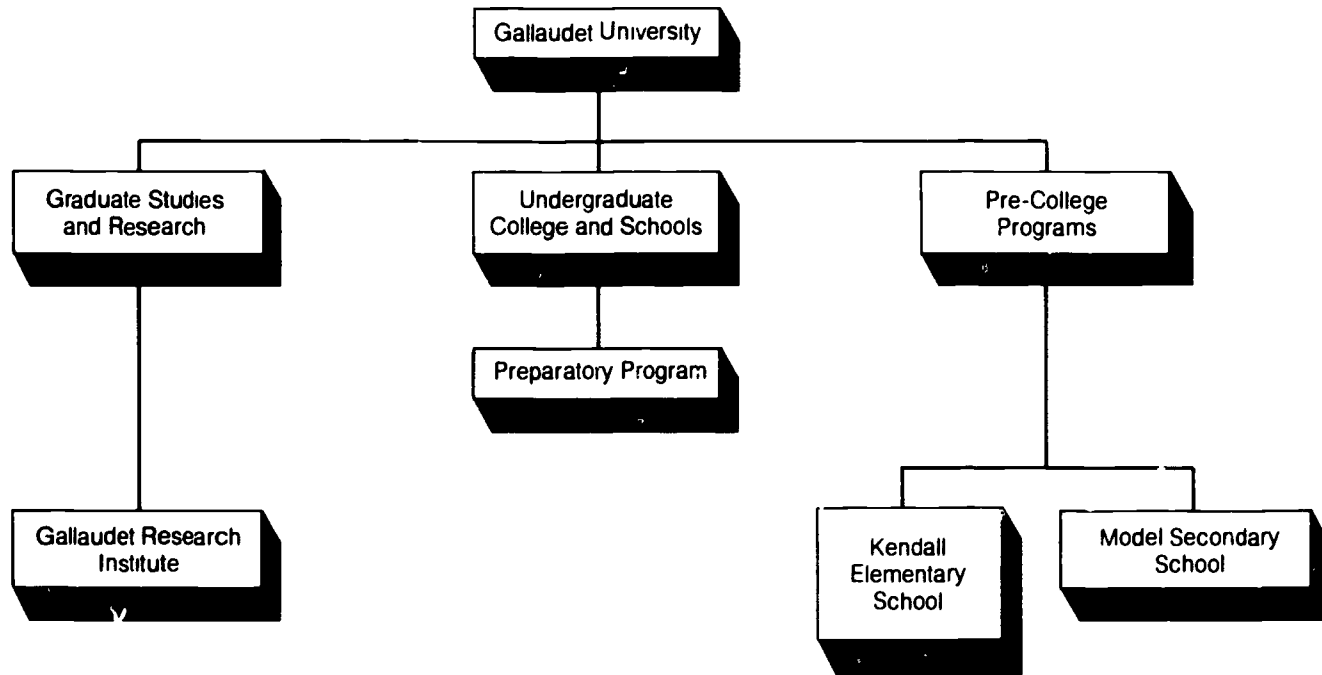 Gallaudet University
Graduate Studies
and Research
Undergraduate
College and Schools
Pre-College
Programs
Preparatory Program
Gallaudet Research
Institute
Kendall
Elementary
School
Model Secondary
School